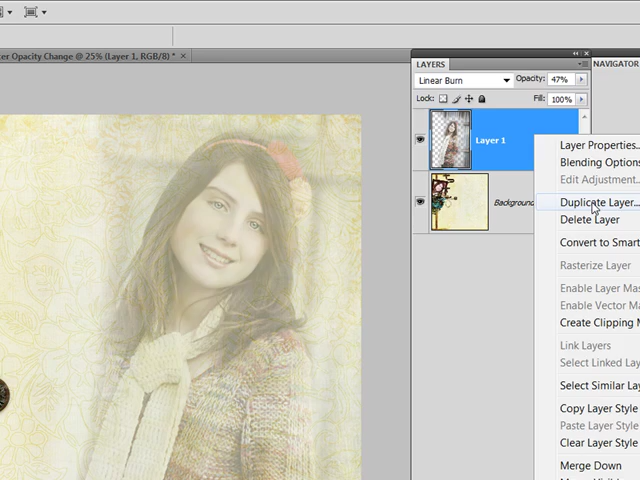 ter Opacity Change @ 25% (Layer 1, RGB/8) *
LAYERS
NAVIGATOR
Linear Burn
Opacity: 47%
Lock:
Fill: 100%
Layer 1
Background
Layer Properties...
Blending Options
Edit Adjustment...
Duplicate Layer...
Delete Layer
Convert to Smart
Rasterize Layer
Enable Layer Mas
Enable Vector Ma
Create Clipping M
Link Layers
Select Linked Lay
Select Similar Lay
Copy Layer Style
Paste Layer Style
Clear Layer Style
Merge Down